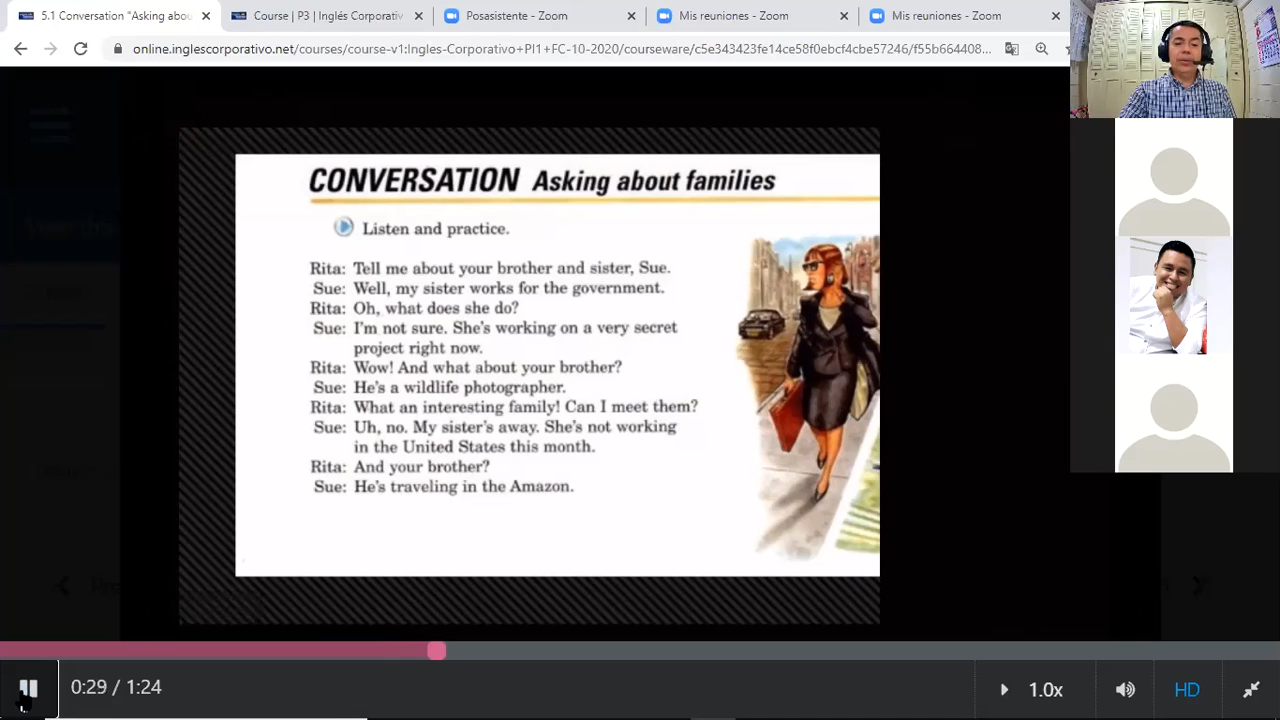 5.1 Conversation "Asking abou
Course | P3 | Inglés Corporativ
Zoom
Mis reuniones - Zoom
Mis reuniones - Zoom
online.inglescorporativo.net/courses/course-v1:Ingles-Corporativo+PI1+FC-10-2020/courseware/c5e343423fe14ce58f0ebcf4cbe57246/f55b664408...
CONVERSATION Asking about families
Listen and practice.
Rita: Tell me about your brother and sister, Sue.
Sue: Well, my sister works for the government.
Rita: Oh, what does she do?
Sue: I'm not sure. She's working on a very secret
project right now.
Rita: Wow! And what about your brother?
Sue: He's a wildlife photographer.
Rita: What an interesting family! Can I meet them?
Sue: Uh, no. My sister's away. She's not working
in the United States this month.
Rita: And your brother?
Sue: He's traveling in the Amazon.
0:29 / 1:24
1.0x
HD